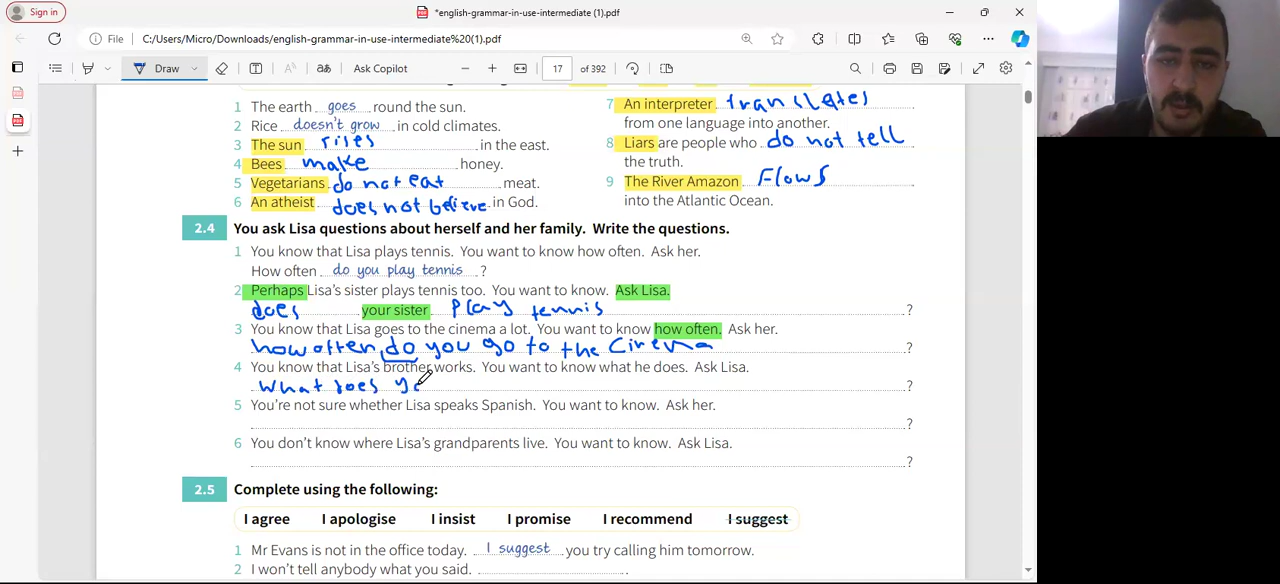 Sign in
*english-grammar-in-use-intermediate (1).pdf
File C:/Users/Micro/Downloads/english-grammar-in-use-intermediate%20(1).pdf
Draw
aあ Ask Copilot
17 of 392
1 The earth goes round the sun.
2 Rice doesn't grow in cold climates.
3 The sun rises in the east.
4 Bees make honey.
5 Vegetarians do not eat meat.
6 An atheist does not believe in God.
7 An interpreter translates
from one language into another.
8 Liars are people who do not tell
the truth.
9 The River Amazon Flows
into the Atlantic Ocean.
2.4 You ask Lisa questions about herself and her family. Write the questions.
1 You know that Lisa plays tennis. You want to know how often. Ask her.
How often do you play tennis ?
2 Perhaps Lisa's sister plays tennis too. You want to know. Ask Lisa.
does your sister play tennis ?
3 You know that Lisa goes to the cinema a lot. You want to know how often. Ask her.
how often do you go to the Cinema ?
4 You know that Lisa's brother works. You want to know what he does. Ask Lisa.
What does yo ?
5 You're not sure whether Lisa speaks Spanish. You want to know. Ask her.
?
6 You don't know where Lisa's grandparents live. You want to know. Ask Lisa.
?
2.5 Complete using the following:
I agree I apologise I insist I promise I recommend I suggest
1 Mr Evans is not in the office today. I suggest you try calling him tomorrow.
2 I won't tell anybody what you said.